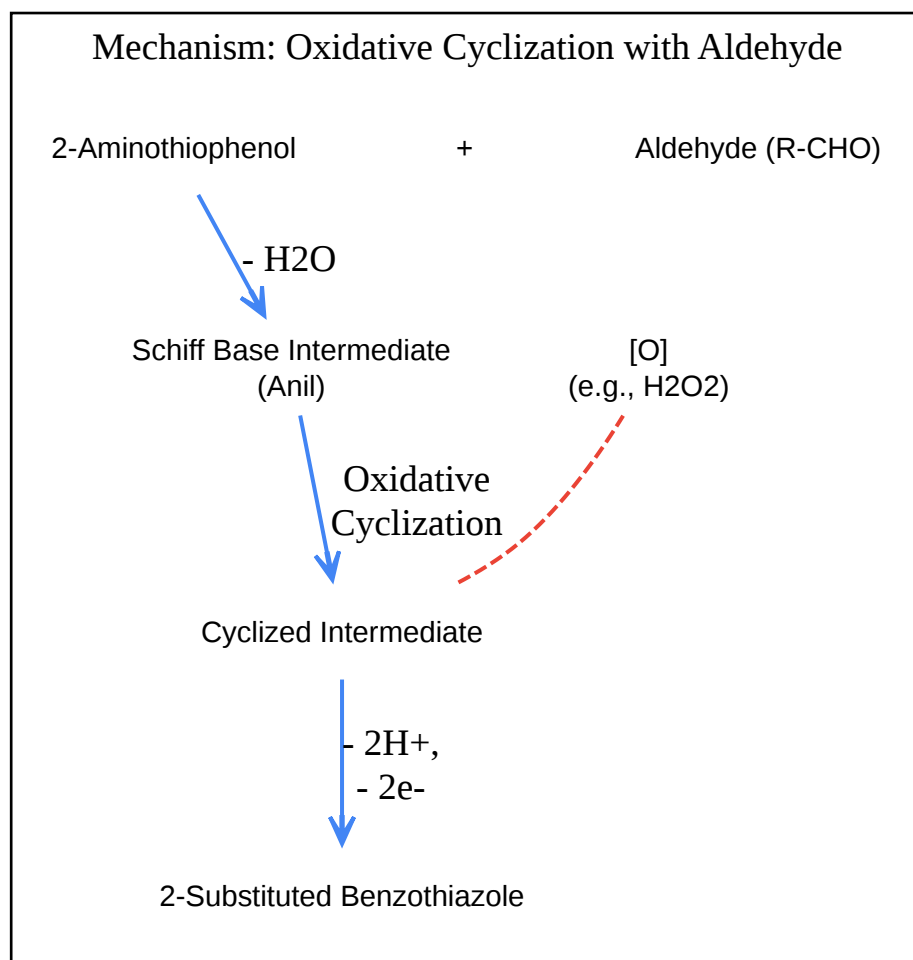 Mechanism: Oxidative Cyclization with Aldehyde
2-Aminothiophenol + Aldehyde (R-CHO)
- H2O
Schiff Base Intermediate [O]
(Anil) (e.g., H2O2)
Oxidative
Cyclization
Cyclized Intermediate
- 2H+,
- 2e-
2-Substituted Benzothiazole